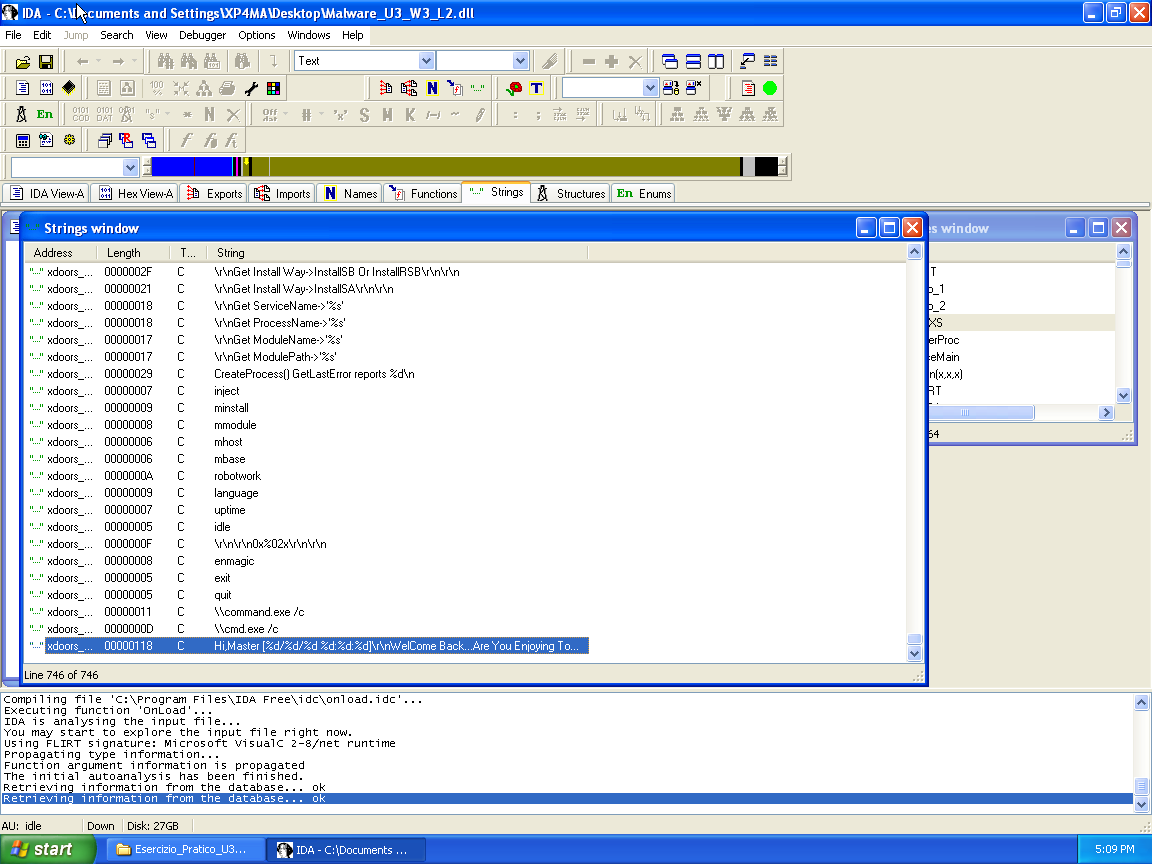 IDA - C:\Documents and Settings\XP4MA\Desktop\Malware_U3_W3_L2.dll
File Edit Jump Search View Debugger Options Windows Help
Text
IDA View-A Hex View-A Exports Imports N Names Functions Strings Structures En Enums
Strings window
Address Length T... String
"..." xdoors_... 0000002F C \r\nGet Install Way->InstallSB Or InstallRSB\r\n\r\n
"..." xdoors_... 00000021 C \r\nGet Install Way->InstallSA\r\n\r\n
"..." xdoors_... 00000018 C \r\nGet ServiceName->'%s'
"..." xdoors_... 00000018 C \r\nGet ProcessName->'%s'
"..." xdoors_... 00000017 C \r\nGet ModuleName->'%s'
"..." xdoors_... 00000017 C \r\nGet ModulePath->'%s'
"..." xdoors_... 00000029 C CreateProcess() GetLastError reports %d\n
"..." xdoors_... 00000007 C inject
"..." xdoors_... 00000009 C minstall
"..." xdoors_... 00000008 C mmodule
"..." xdoors_... 00000006 C mhost
"..." xdoors_... 00000006 C mbase
"..." xdoors_... 0000000A C robotwork
"..." xdoors_... 00000009 C language
"..." xdoors_... 00000007 C uptime
"..." xdoors_... 00000005 C idle
"..." xdoors_... 0000000F C \r\n\r\n0x%02x\r\n\r\n
"..." xdoors_... 00000008 C enmagic
"..." xdoors_... 00000005 C exit
"..." xdoors_... 00000005 C quit
"..." xdoors_... 00000011 C \\command.exe /c
"..." xdoors_... 0000000D C \\cmd.exe /c
"..." xdoors_... 00000118 C Hi,Master [%d/%d/%d %d:%d:%d]\r\nWelCome Back...Are You Enjoying To...
Line 746 of 746
es window
T
o_1
o_2
XS
erProc
ceMain
n(x,x,x)
RT
64
Compiling file 'C:\Program Files\IDA Free\idc\onload.idc'...
Executing function 'OnLoad'...
IDA is analysing the input file...
You may start to explore the input file right now.
Using FLIRT signature: Microsoft VisualC 2-8/net runtime
Propagating type information...
Function argument information is propagated
The initial autoanalysis has been finished.
Retrieving information from the database... ok
Retrieving information from the database... ok
AU: idle Down Disk: 27GB
start Esercizio_Pratico_U3... IDA - C:\Documents ... 5:09 PM